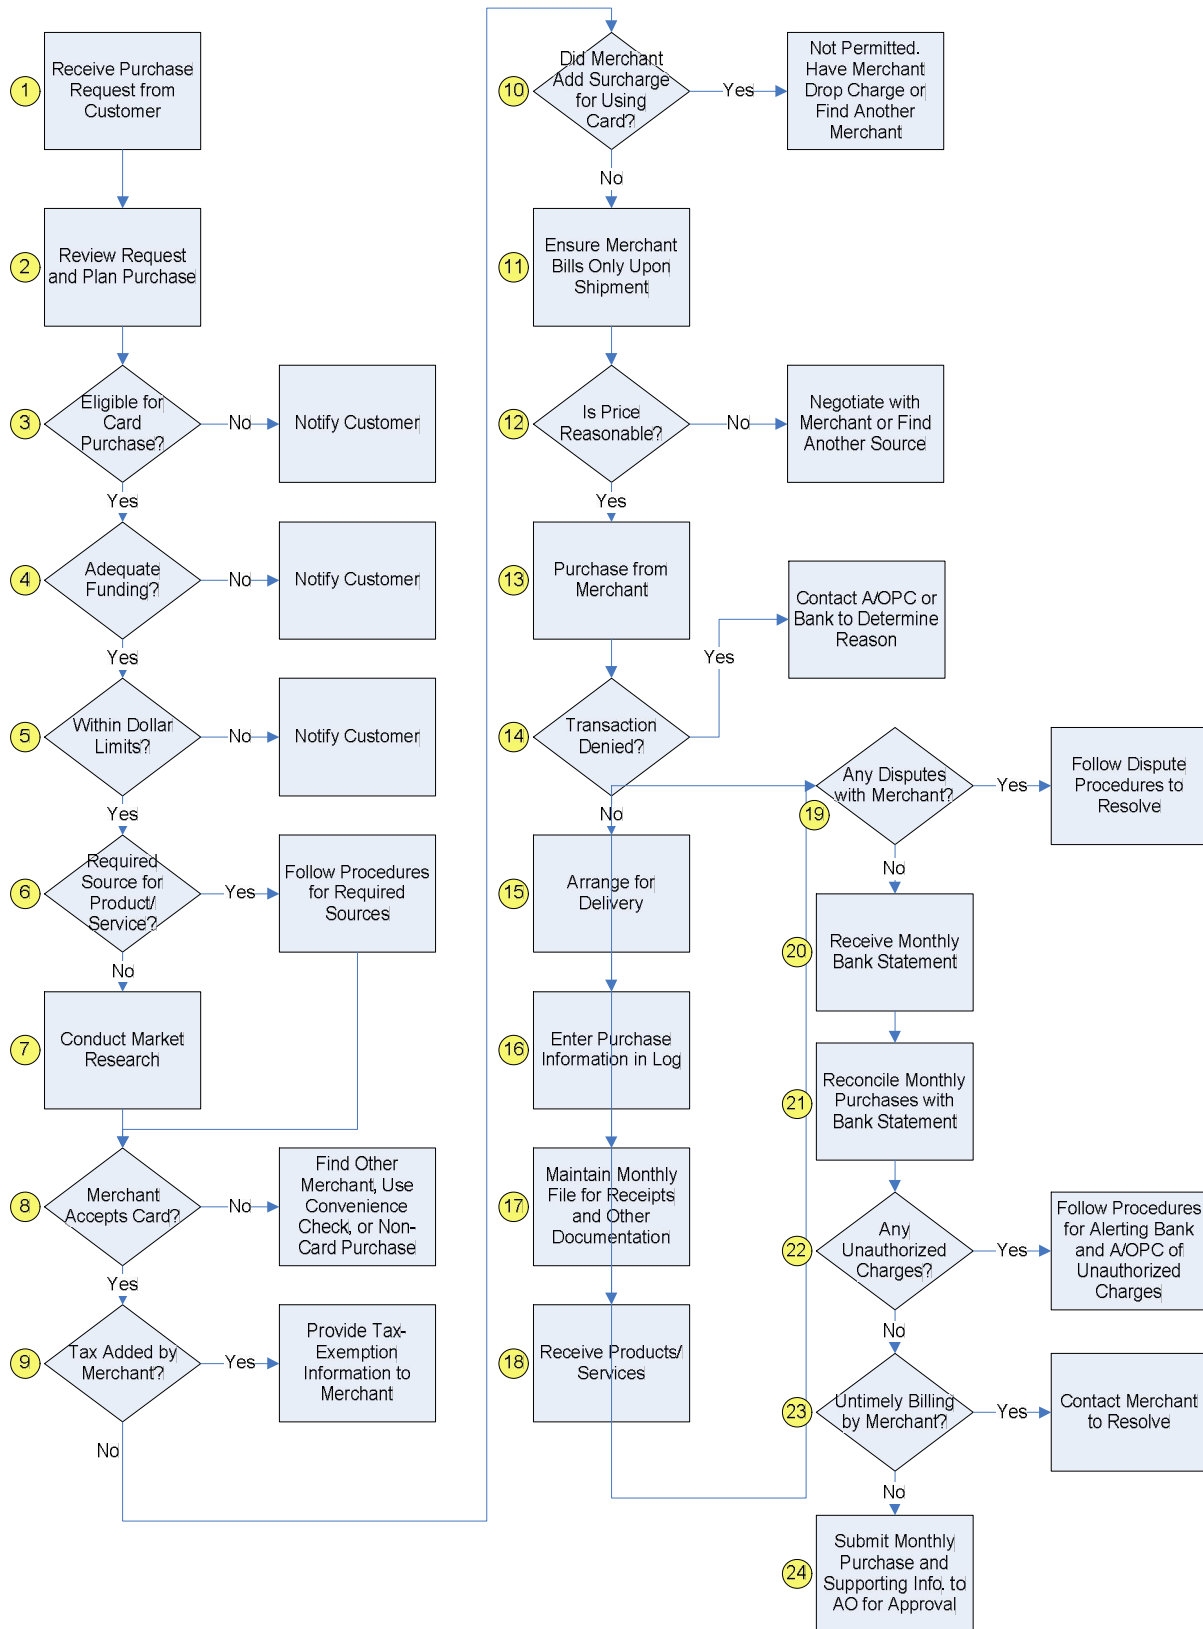 1
Receive Purchase
Request from
Customer
2
Review Request
and Plan Purchase
3
Eligible for
Card
Purchase?
No
Notify Customer
Yes
4
Adequate
Funding?
No
Notify Customer
Yes
5
Within Dollar
Limits?
No
Notify Customer
Yes
6
Required
Source for
Product/
Service?
Yes
Follow Procedures
for Required
Sources
No
7
Conduct Market
Research
8
Merchant
Accepts Card?
No
Find Other
Merchant, Use
Convenience
Check, or Non-
Card Purchase
Yes
9
Tax Added by
Merchant?
Yes
Provide Tax-
Exemption
Information to
Merchant
No
10
Did Merchant
Add Surcharge
for Using
Card?
Yes
Not Permitted.
Have Merchant
Drop Charge or
Find Another
Merchant
No
11
Ensure Merchant
Bills Only Upon
Shipment
12
Is Price
Reasonable?
No
Negotiate with
Merchant or Find
Another Source
Yes
13
Purchase from
Merchant
14
Transaction
Denied?
Yes
Contact A/OPC or
Bank to Determine
Reason
No
15
Arrange for
Delivery
16
Enter Purchase
Information in Log
17
Maintain Monthly
File for Receipts
and Other
Documentation
18
Receive Products/
Services
19
Any Disputes
with Merchant?
Yes
Follow Dispute
Procedures to
Resolve
No
20
Receive Monthly
Bank Statement
21
Reconcile Monthly
Purchases with
Bank Statement
22
Any
Unauthorized
Charges?
Yes
Follow Procedures
for Alerting Bank
and A/OPC of
Unauthorized
Charges
No
23
Untimely Billing
by Merchant?
Yes
Contact Merchant
to Resolve
No
24
Submit Monthly
Purchase and
Supporting Info. to
AO for Approval